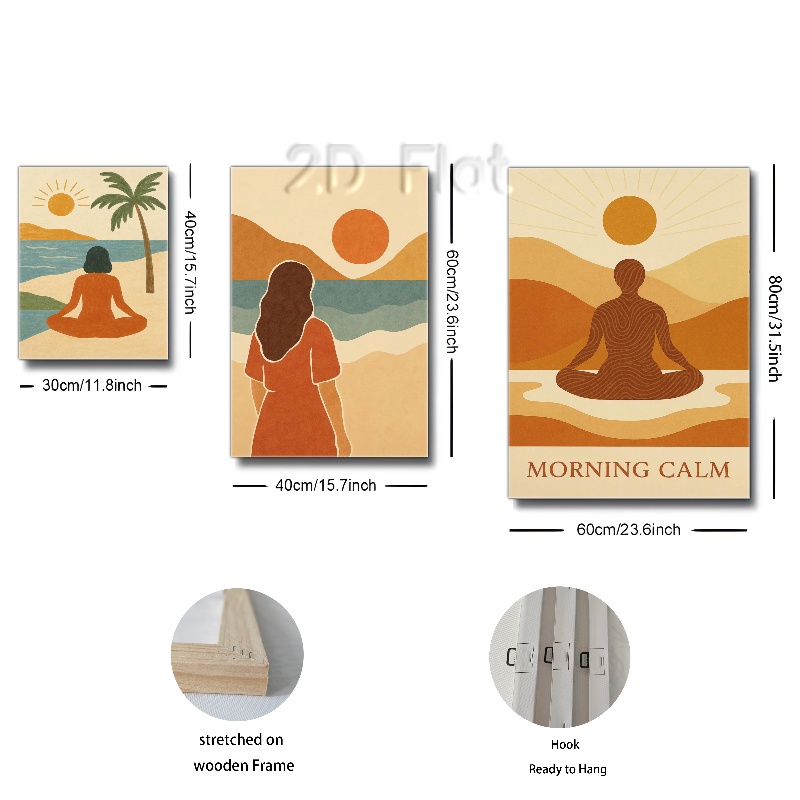 2D Flat
40cm/15.7inch
30cm/11.8inch
60cm/23.6inch
40cm/15.7inch
80cm/31.5inch
MORNING CALM
60cm/23.6inch
stretched on
wooden Frame
Hook
Ready to Hang